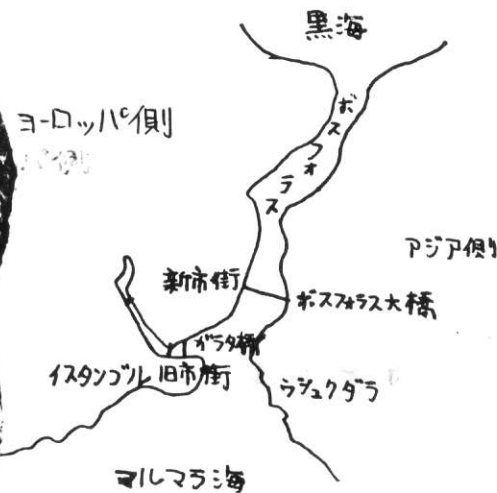 黒海
ボスフォラス
ヨーロッパ側
アジア側
新市街
ボスフォラス大橋
ガラタ橋
イスタンブル 旧市街
ウシュクダラ
マルマラ海